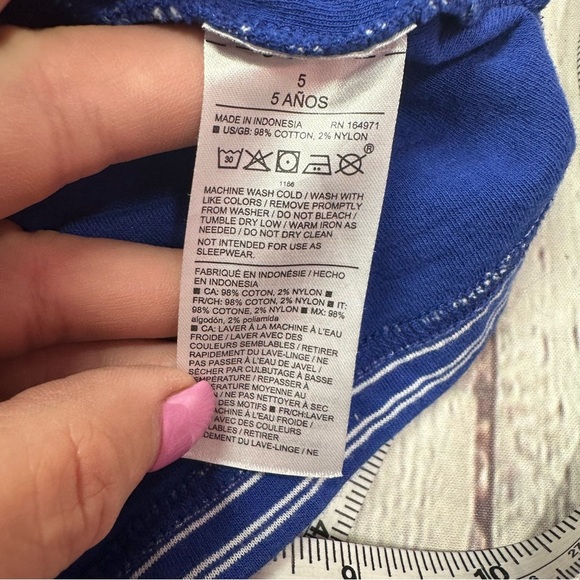 5
5 AÑOS
MADE IN INDONESIA RN 164971
■ US/GB: 98% COTTON, 2% NYLON
30
®
1156
MACHINE WASH COLD / WASH WITH
LIKE COLORS / REMOVE PROMPTLY
FROM WASHER / DO NOT BLEACH /
TUMBLE DRY LOW / WARM IRON AS
NEEDED / DO NOT DRY CLEAN
NOT INTENDED FOR USE AS
SLEEPWEAR.
FABRIQUÉ EN INDONÉSIE / HECHO
EN INDONESIA
■ CA: 98% COTON, 2% NYLON ■
FR/CH: 98% COTON, 2% NYLON ■ IT:
98% COTONE, 2% NYLON ■ MX: 98%
algodón, 2% poliamida
■ CA: LAVER À LA MACHINE À L'EAU
FROIDE / LAVER AVEC DES
COULEURS SEMBLABLES / RETIRER
RAPIDEMENT DU LAVE-LINGE / NE
PAS PASSER À L'EAU DE JAVEL /
SÉCHER PAR CULBUTAGE À BASSE
TEMPÉRATURE / REPASSER À
MOYENNE AU
/ NE PAS NETTOYER À SEC
DES MOTIFS ■ FR/CH:LAVER
MACHINE À L'EAU FROIDE /
AVEC DES COULEURS
/ RETIRER
RAPIDEMENT DU LAVE-LINGE / NE
4
9 10